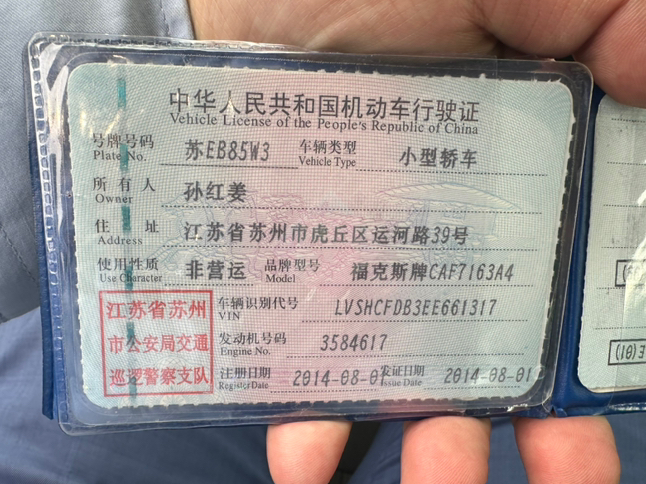 中华人民共和国机动车行驶证
Vehicle License of the People's Republic of China
号牌号码 苏EB85W3 车辆类型 小型轿车
Plate No. Vehicle Type
所有人 孙红姜
Owner
住址 江苏省苏州市虎丘区运河路39号
Address
使用性质 非营运 品牌型号 福克斯牌CAF7163A4
Use Character Model
江苏省苏州
市公安局交通
巡逻警察支队
车辆识别代号 LVSHCFDB3EE661317
VIN
发动机号码 3584617
Engine No.
注册日期 2014-08-01 发证日期 2014-08-01
Register Date Issue Date